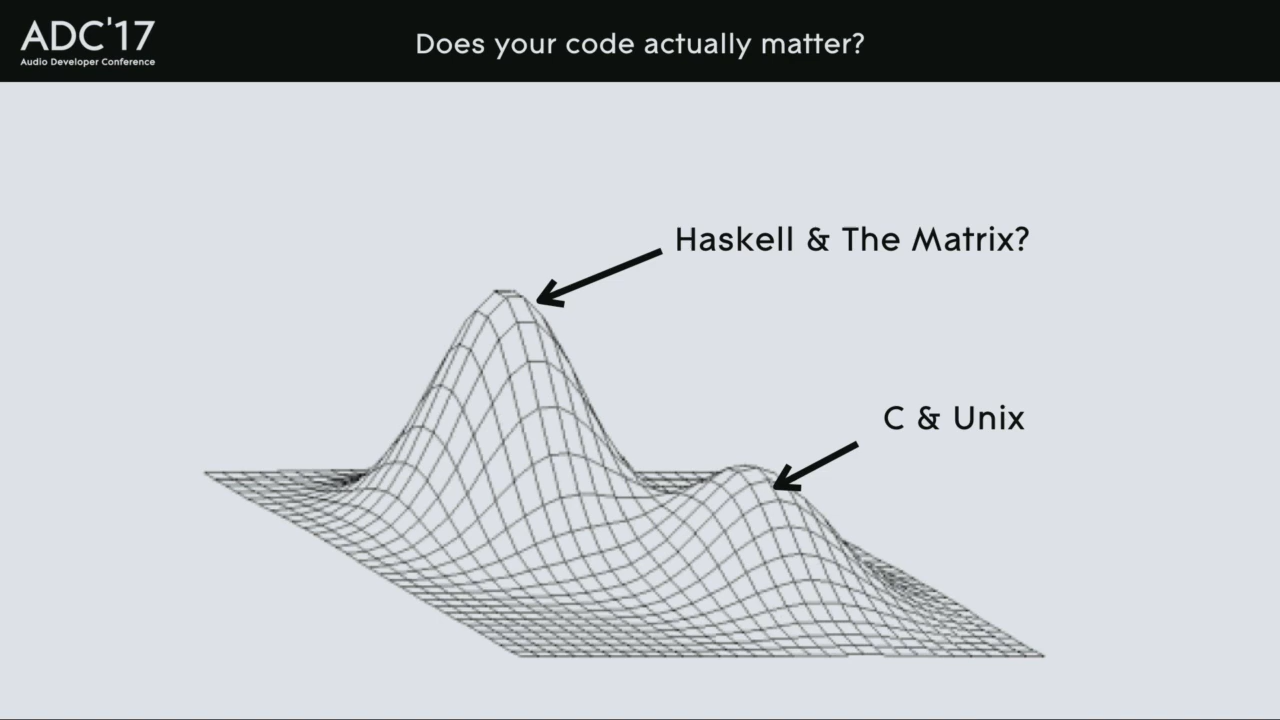 ADC'17
Audio Developer Conference
Does your code actually matter?
Haskell & The Matrix?
C & Unix